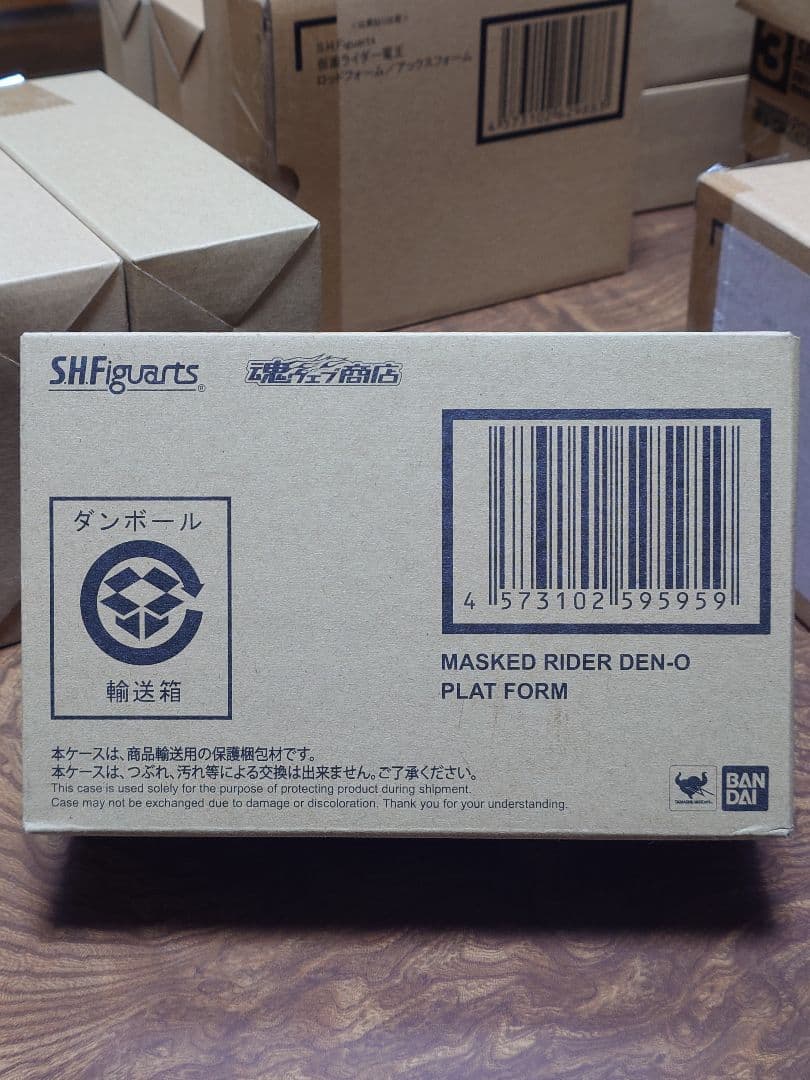 S.H.Figuarts
仮面ライダー電王
ロッドフォーム/アックスフォーム
3
S.H.Figuarts®
魂ウェブ商店
ダンボール
輸送箱
4 573102 595959
MASKED RIDER DEN-O
PLAT FORM
本ケースは、商品輸送用の保護梱包材です。
本ケースは、つぶれ、汚れ等による交換は出来ません。ご了承ください。
This case is used solely for the purpose of protecting product during shipment.
Case may not be exchanged due to damage or discoloration. Thank you for your understanding.
BAN
DAI